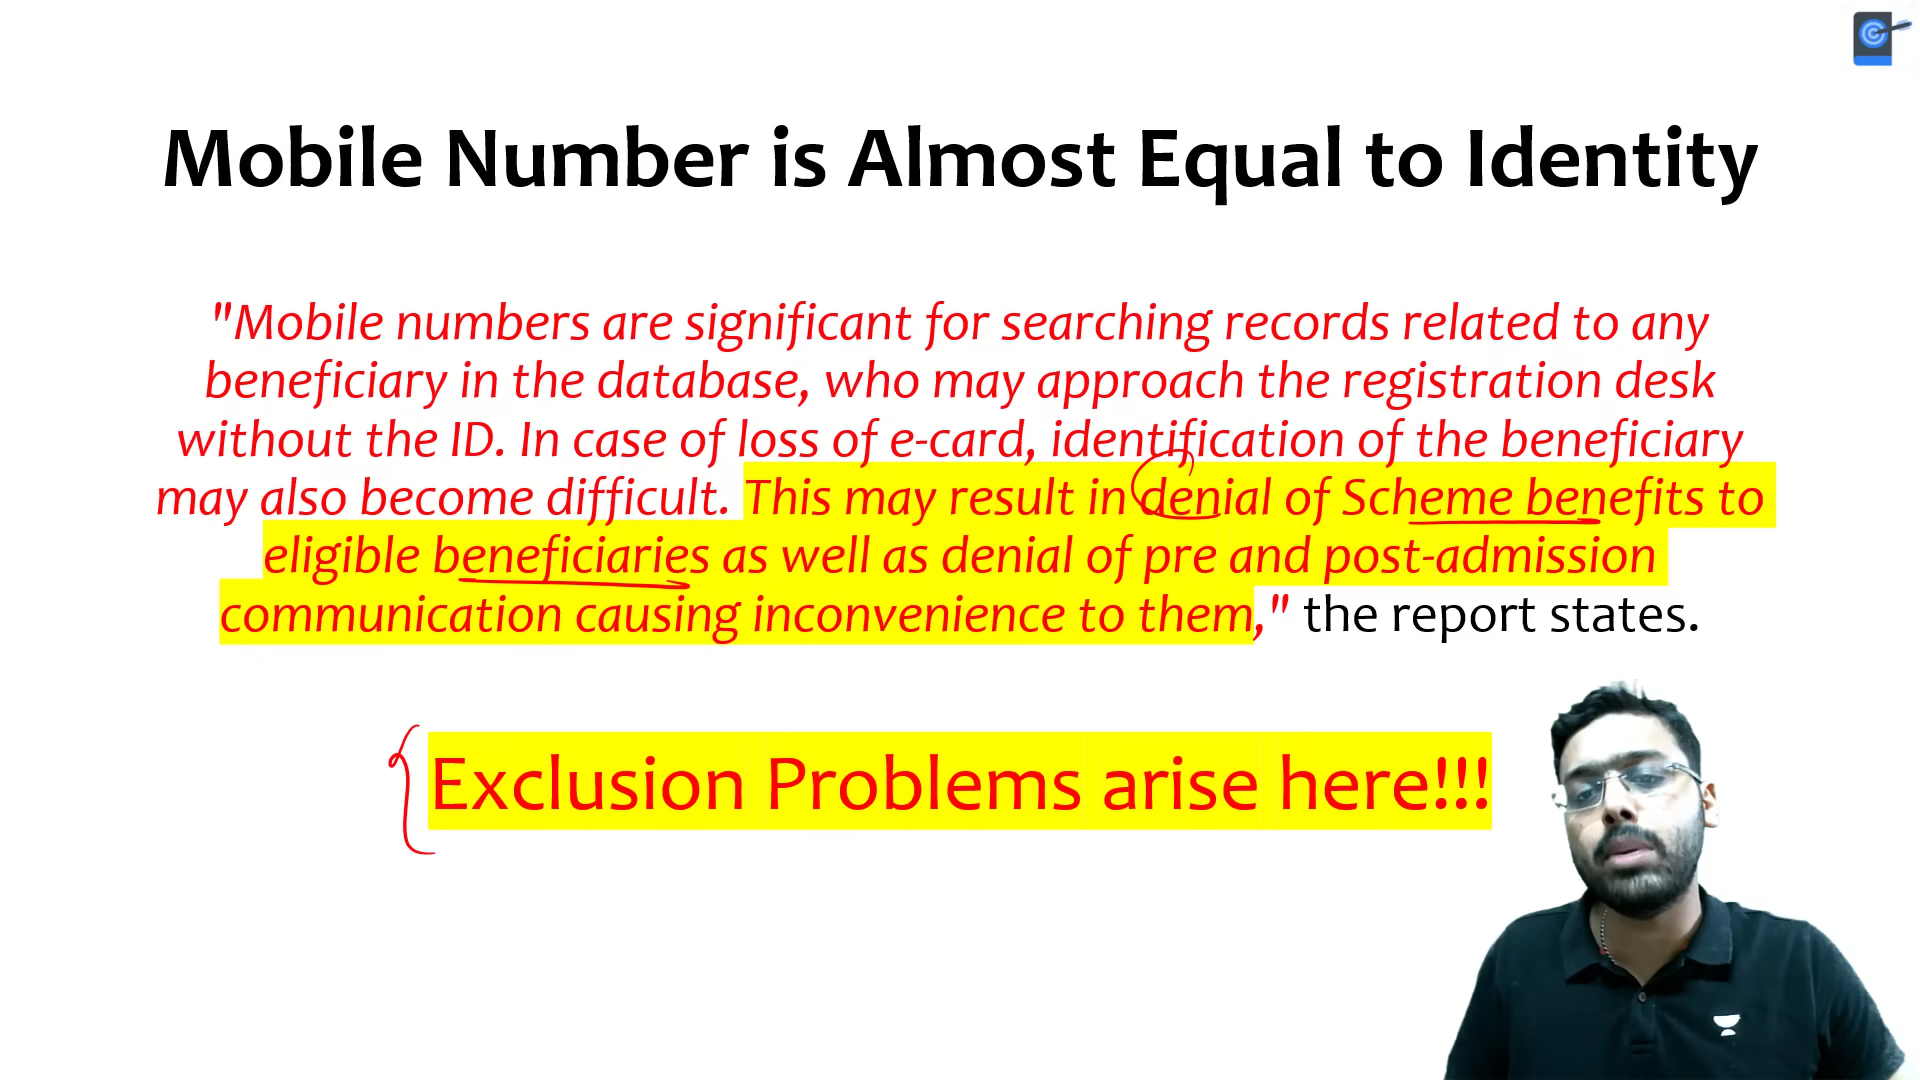 Mobile Number is Almost Equal to Identity
"Mobile numbers are significant for searching records related to any
beneficiary in the database, who may approach the registration desk
without the ID. In case of loss of e-card, identification of the beneficiary
may also become difficult. This may result in denial of Scheme benefits to
eligible beneficiaries as well as denial of pre and post-admission
communication causing inconvenience to them," the report states.
Exclusion Problems arise here!!!